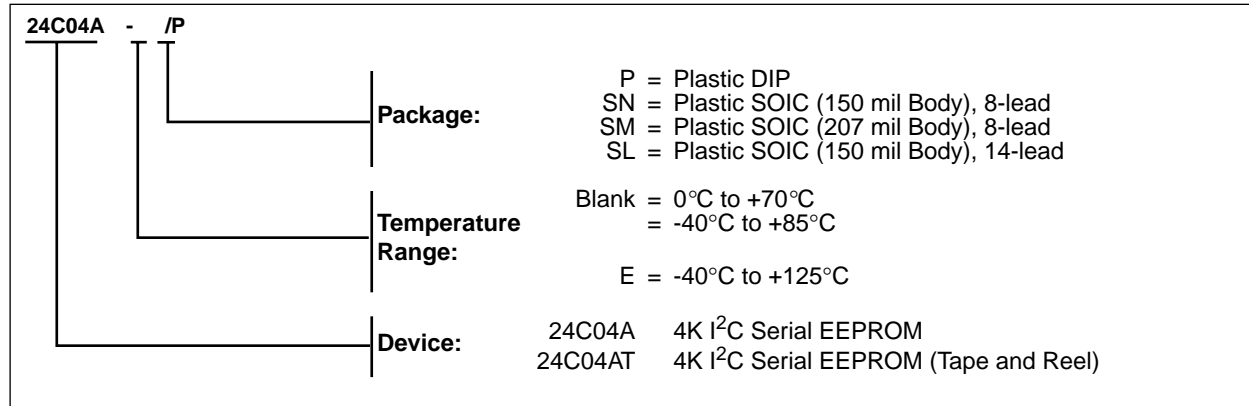 24C04A - /P
Package:
P = Plastic DIP
SN = Plastic SOIC (150 mil Body), 8-lead
SM = Plastic SOIC (207 mil Body), 8-lead
SL = Plastic SOIC (150 mil Body), 14-lead
Temperature
Range:
Blank = 0°C to +70°C
= -40°C to +85°C
E = -40°C to +125°C
Device:
24C04A 4K I²C Serial EEPROM
24C04AT 4K I²C Serial EEPROM (Tape and Reel)